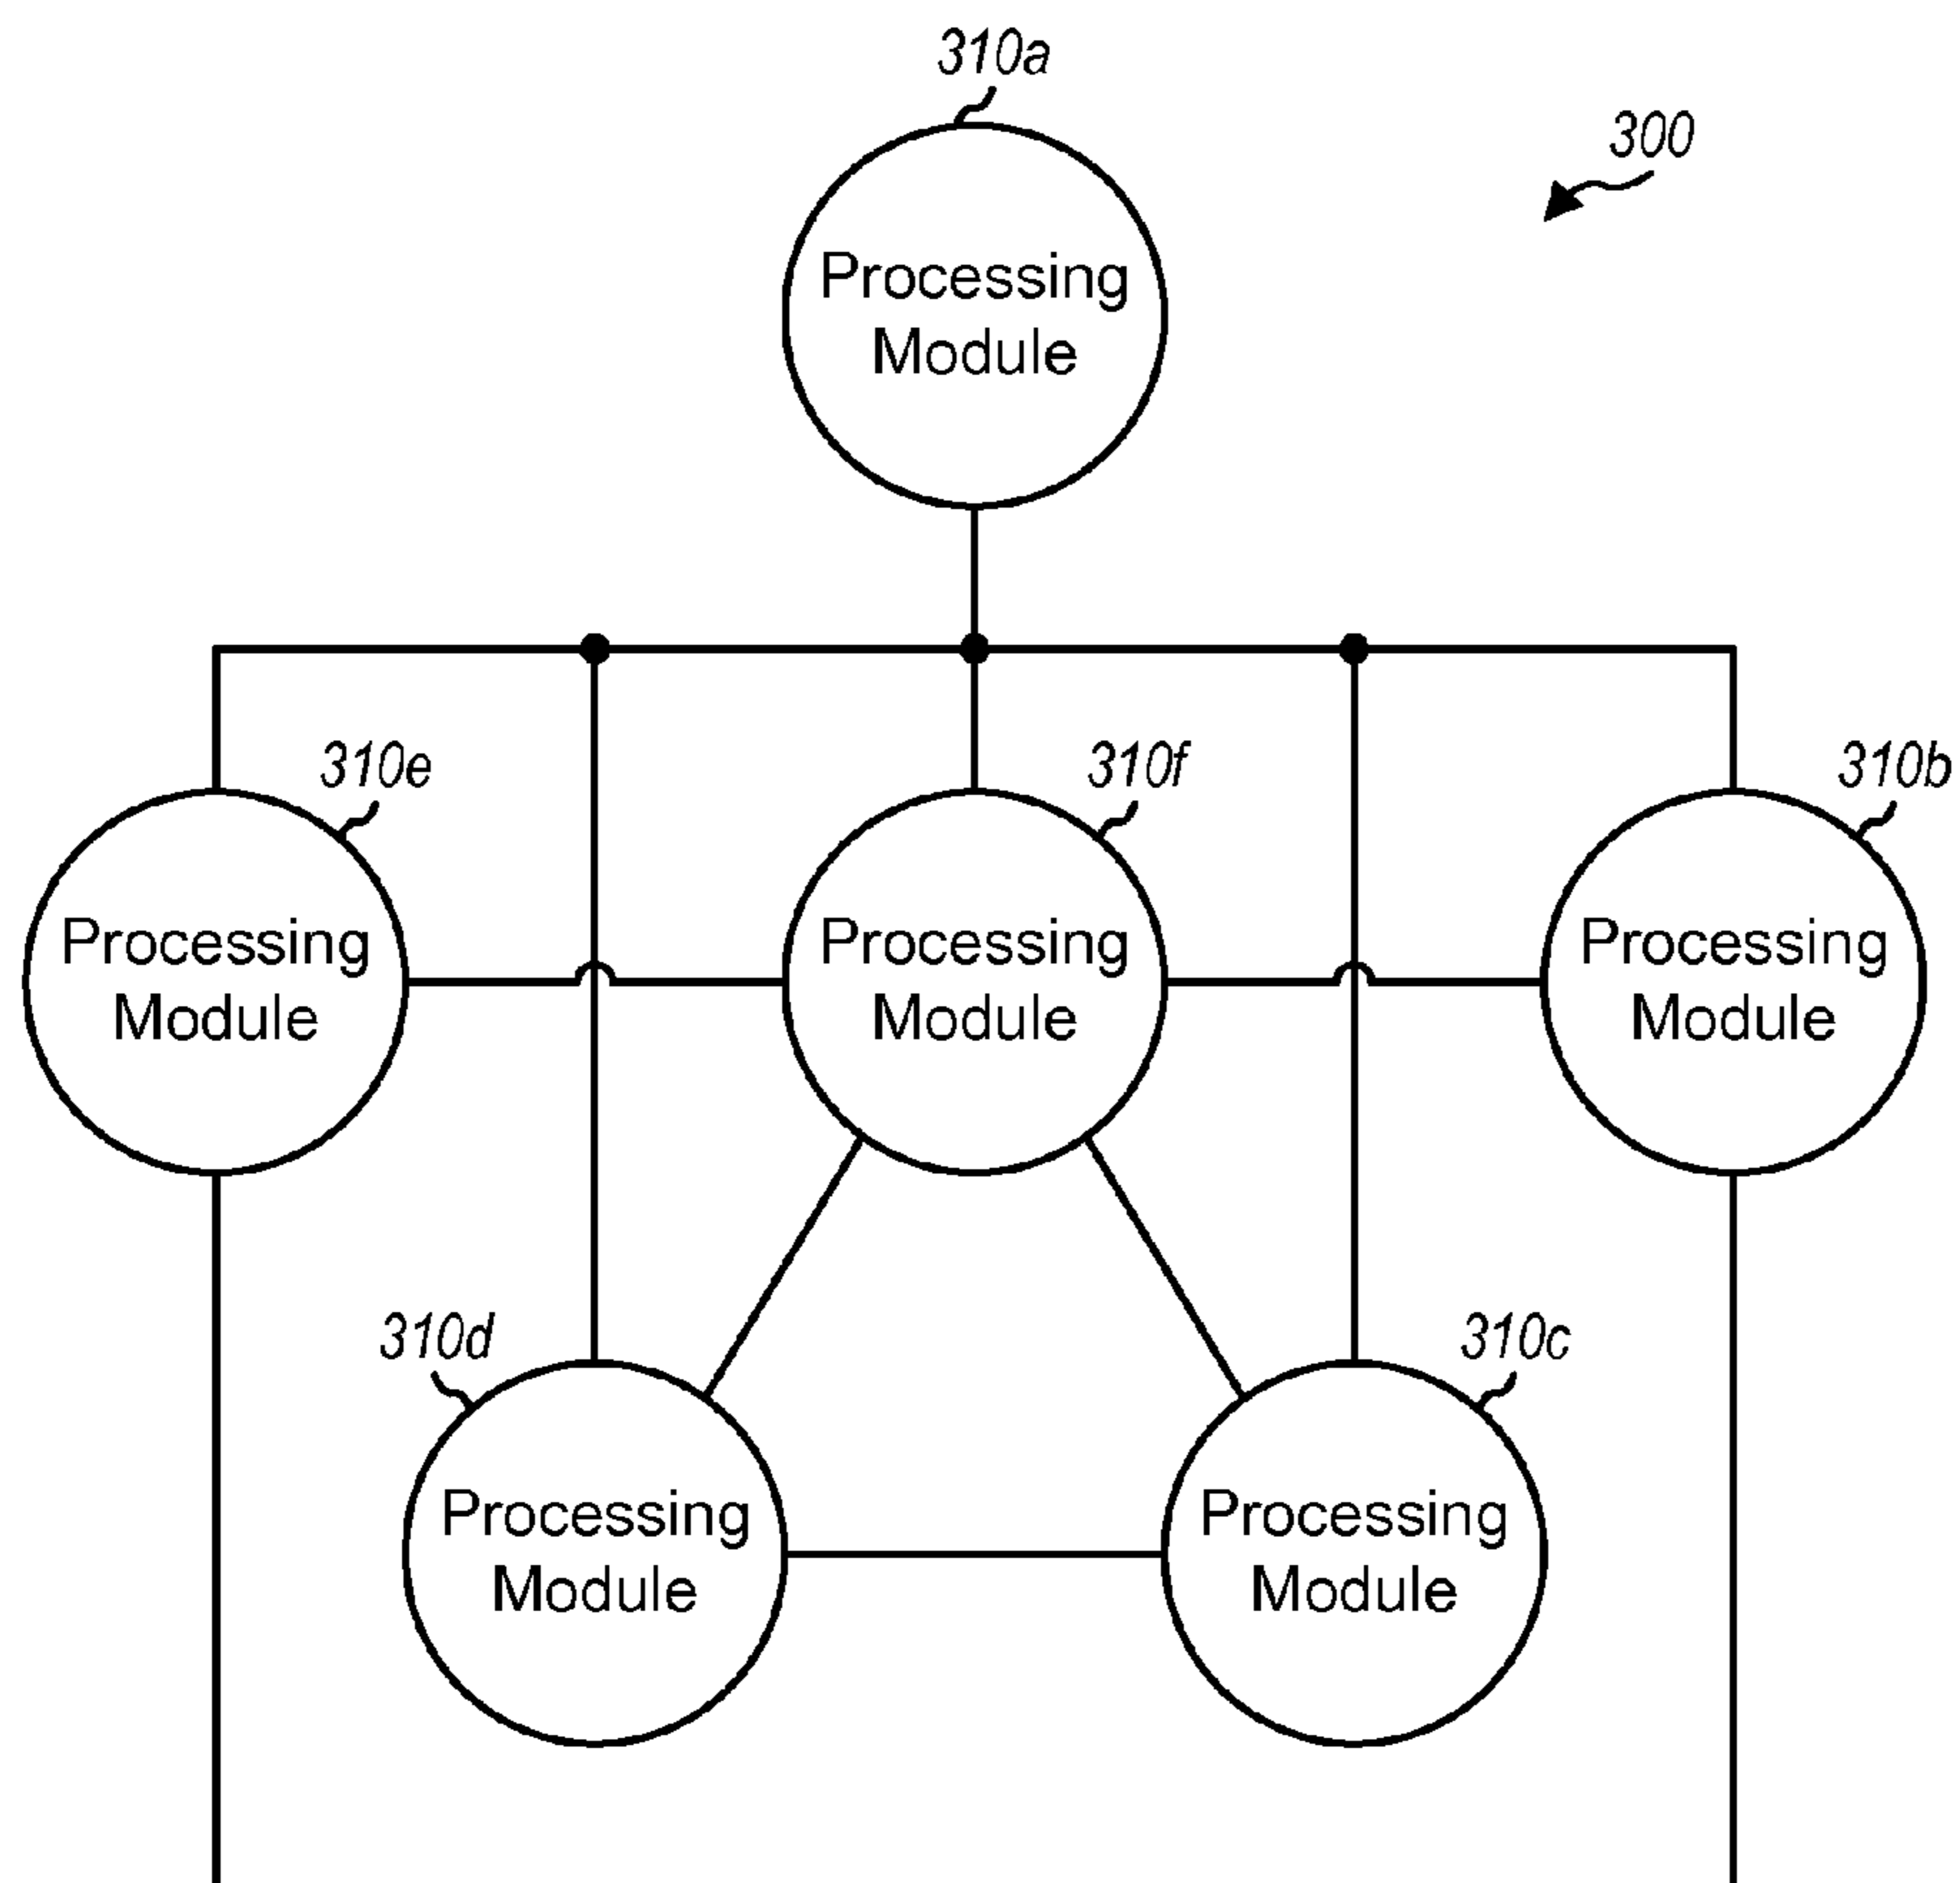 310a
300
Processing
Module
310e
310f
310b
Processing
Module
Processing
Module
Processing
Module
310d
310c
Processing
Module
Processing
Module